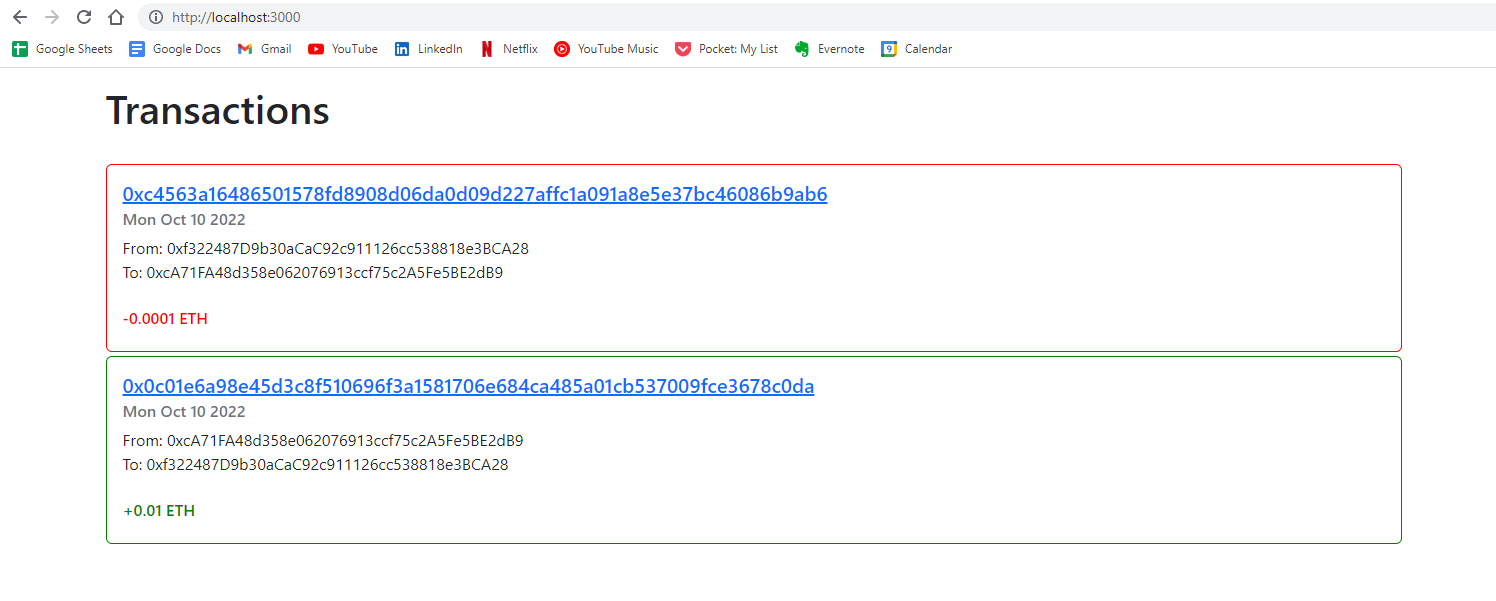 http://localhost:3000
Google Sheets Google Docs Gmail YouTube LinkedIn Netflix YouTube Music Pocket: My List Evernote 9 Calendar
Transactions
0xc4563a16486501578fd8908d06da0d09d227affc1a091a8e5e37bc46086b9ab6
Mon Oct 10 2022
From: 0xf322487D9b30aCaC92c911126cc538818e3BCA28
To: 0xcA71FA48d358e062076913ccf75c2A5Fe5BE2dB9
-0.0001 ETH
0x0c01e6a98e45d3c8f510696f3a1581706e684ca485a01cb537009fce3678c0da
Mon Oct 10 2022
From: 0xcA71FA48d358e062076913ccf75c2A5Fe5BE2dB9
To: 0xf322487D9b30aCaC92c911126cc538818e3BCA28
+0.01 ETH